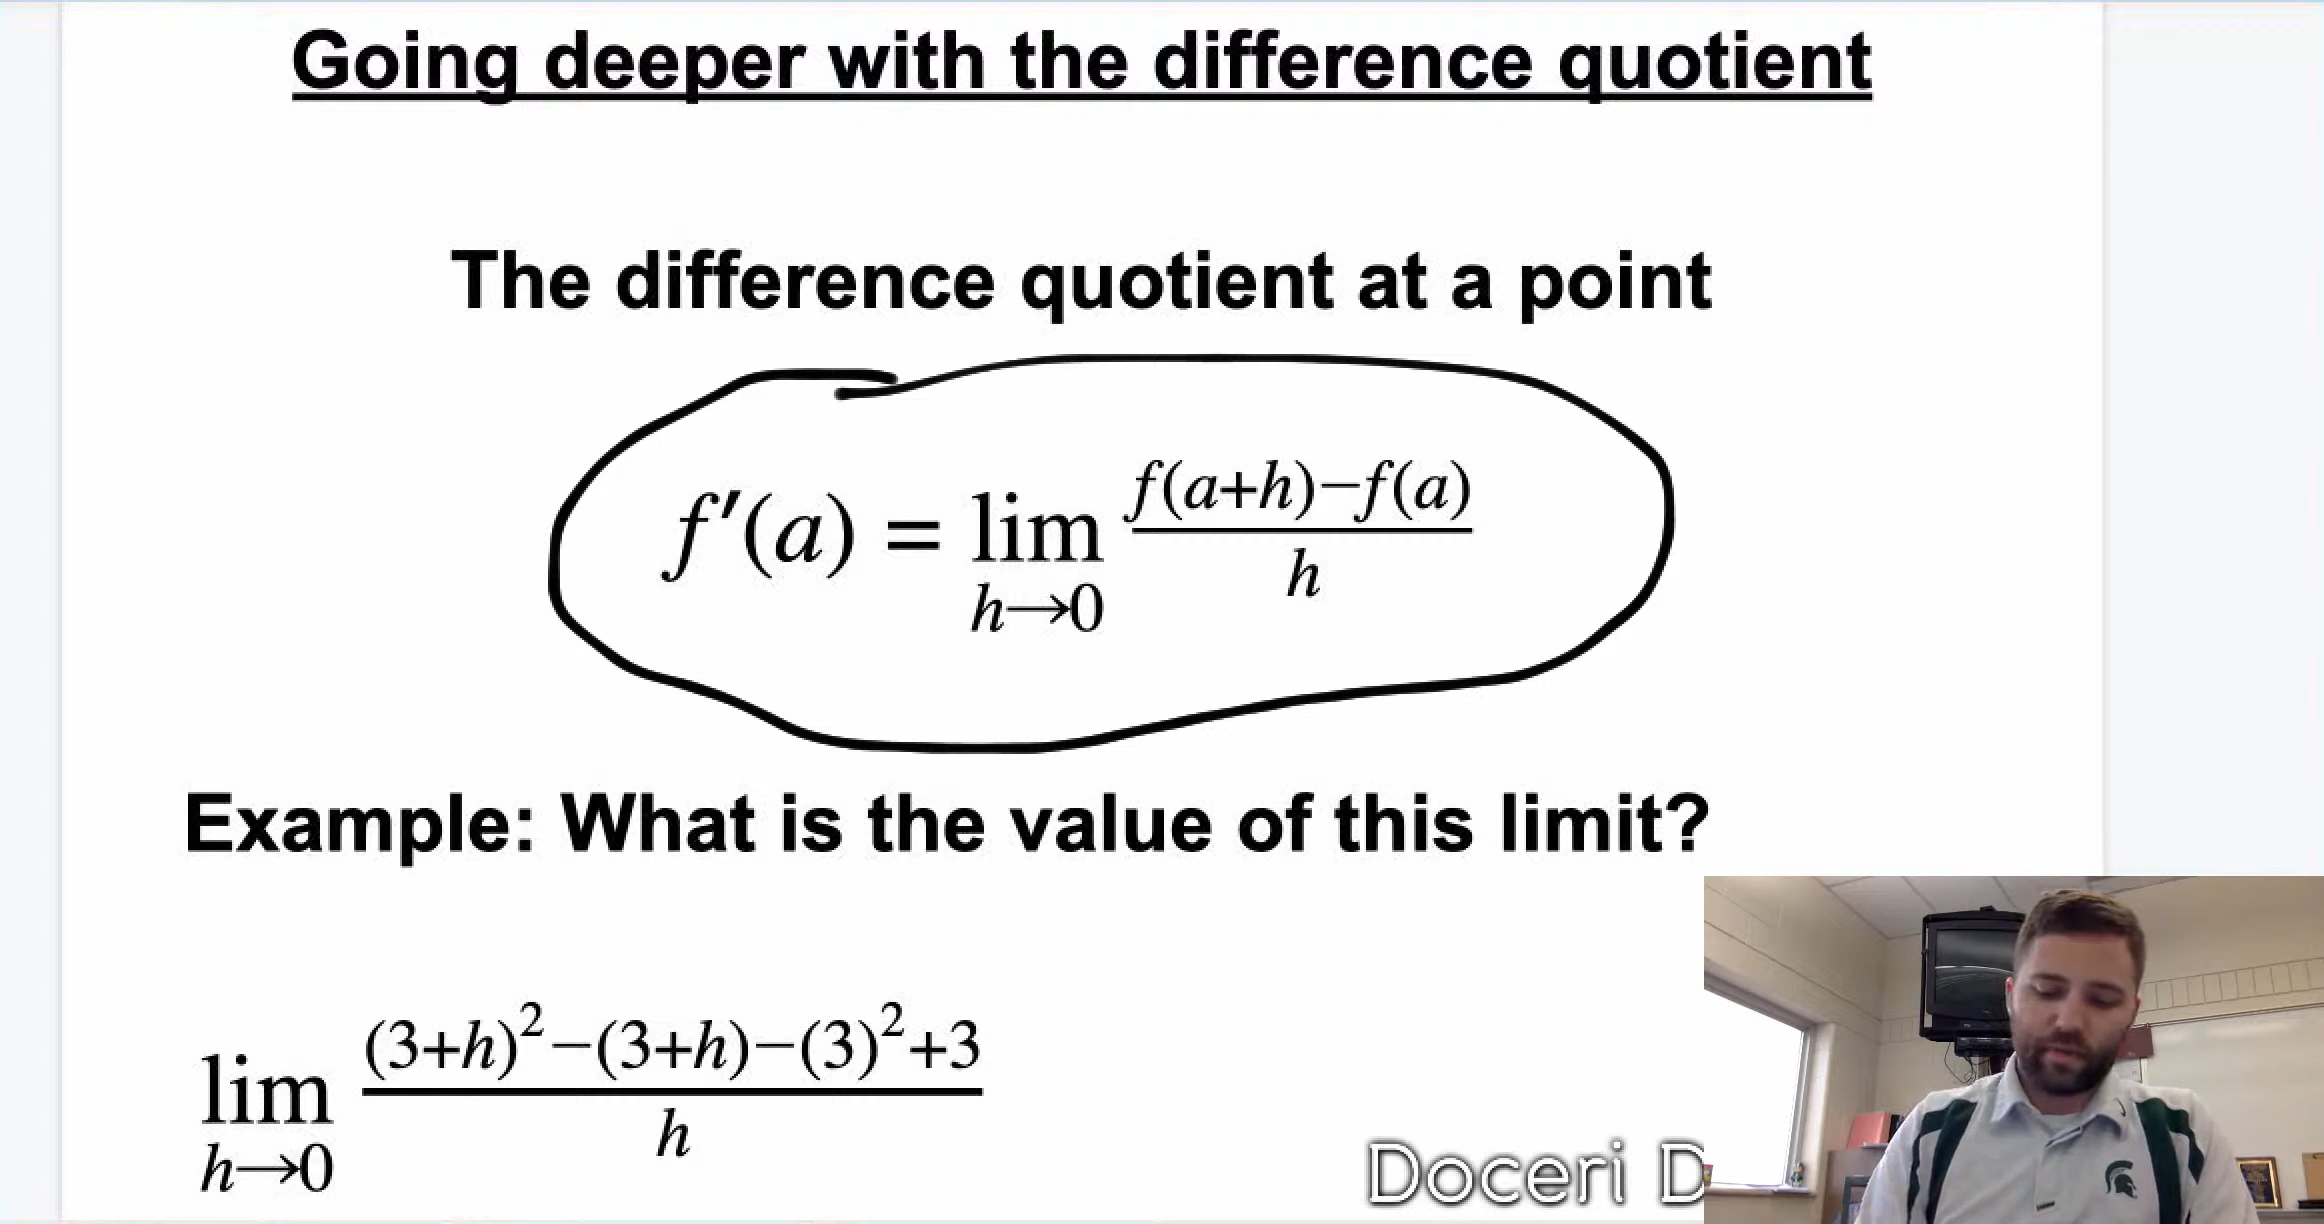 Going deeper with the difference quotient
The difference quotient at a point
f′(a) = lim h→0 f(a+h)−f(a) / h
Example: What is the value of this limit?
lim h→0 (3+h)²−(3+h)−(3)²+3 / h
Doceri D